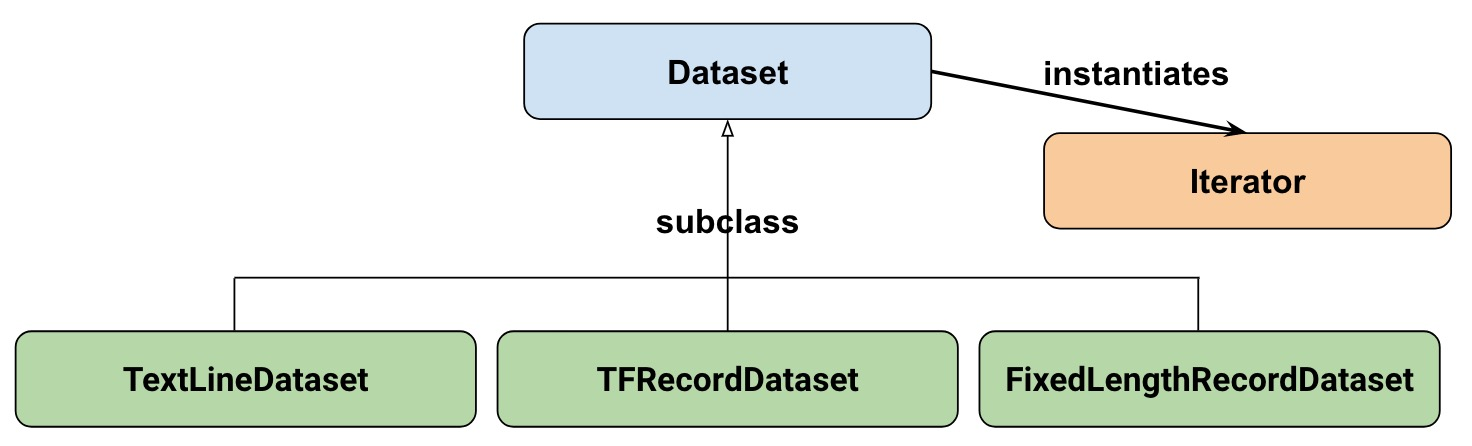 Dataset
instantiates
Iterator
subclass
TextLineDataset
TFRecordDataset
FixedLengthRecordDataset